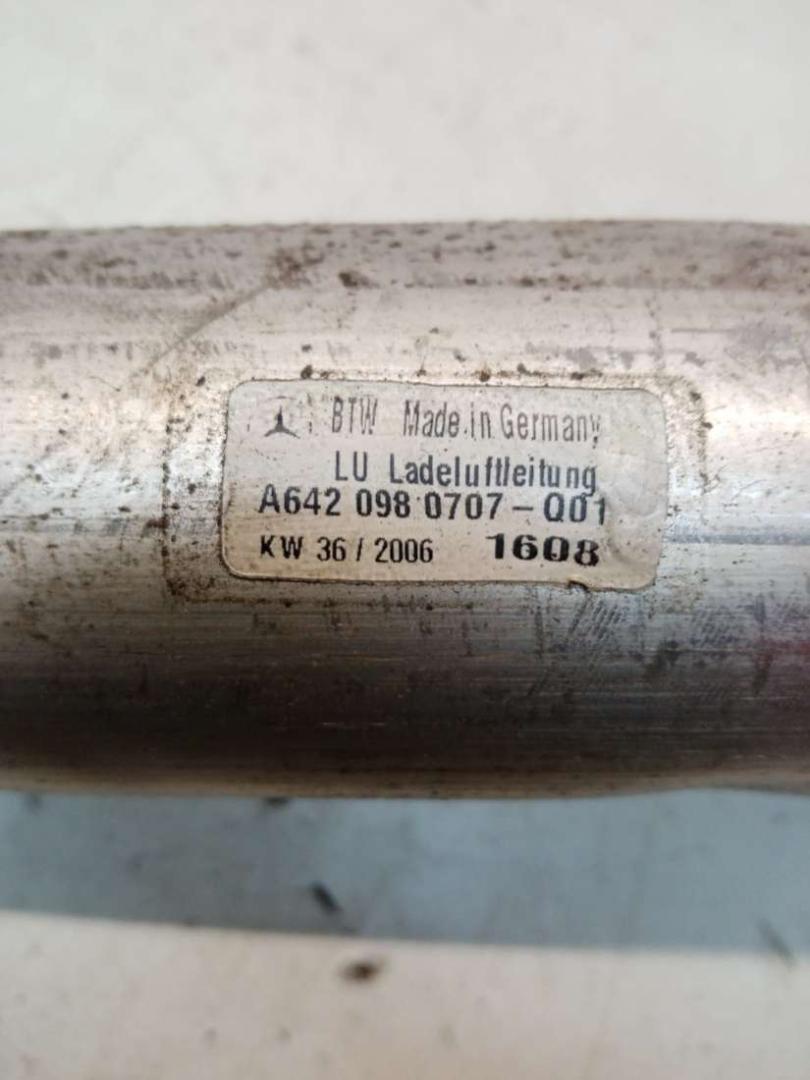 BTW Made in Germany
LU Ladeluftleitung
A642 098 0707-Q01
KW 36 / 2006 1608